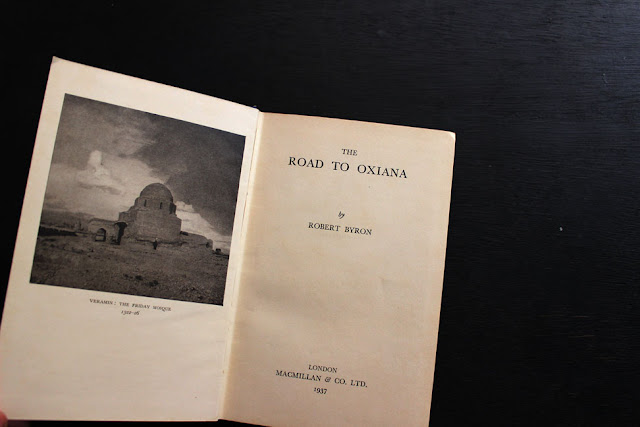 VERAMIN: THE FRIDAY MOSQUE
1322-26
THE
ROAD TO OXIANA
by
ROBERT BYRON
LONDON
MACMILLAN & CO. LTD.
1937